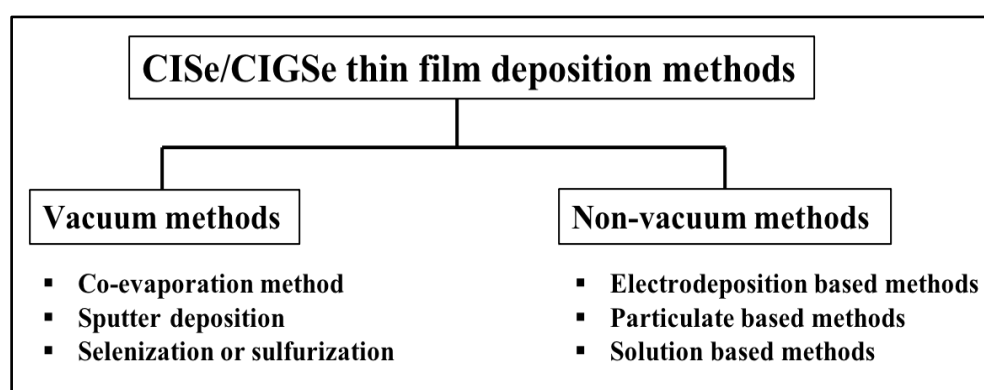 CISe/CIGSe thin film deposition methods
Vacuum methods
▪ Co-evaporation method
▪ Sputter deposition
▪ Selenization or sulfurization
Non-vacuum methods
▪ Electrodeposition based methods
▪ Particulate based methods
▪ Solution based methods